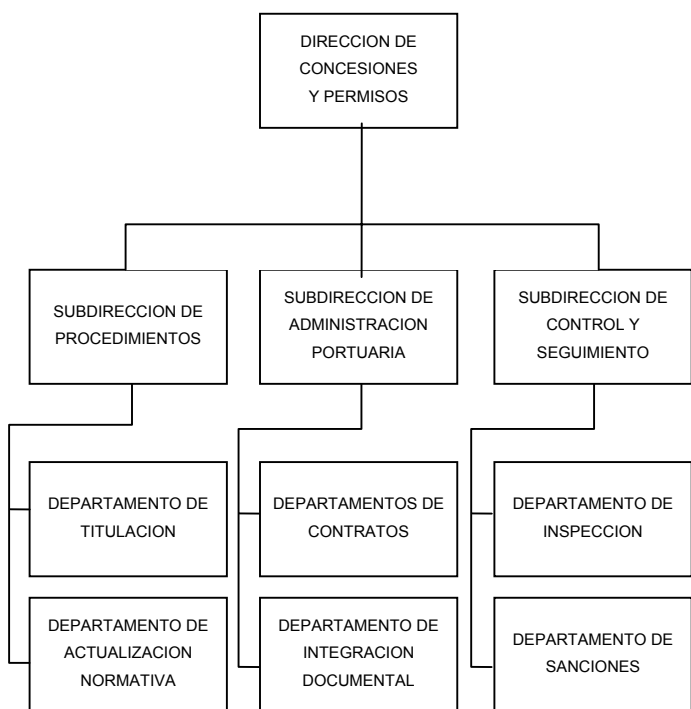 DIRECCION DE
CONCESIONES
Y PERMISOS
SUBDIRECCION DE
PROCEDIMIENTOS
SUBDIRECCION DE
ADMINISTRACION
PORTUARIA
SUBDIRECCION DE
CONTROL Y
SEGUIMIENTO
DEPARTAMENTO DE
TITULACION
DEPARTAMENTOS DE
CONTRATOS
DEPARTAMENTO DE
INSPECCION
DEPARTAMENTO DE
ACTUALIZACION
NORMATIVA
DEPARTAMENTO DE
INTEGRACION
DOCUMENTAL
DEPARTAMENTO DE
SANCIONES